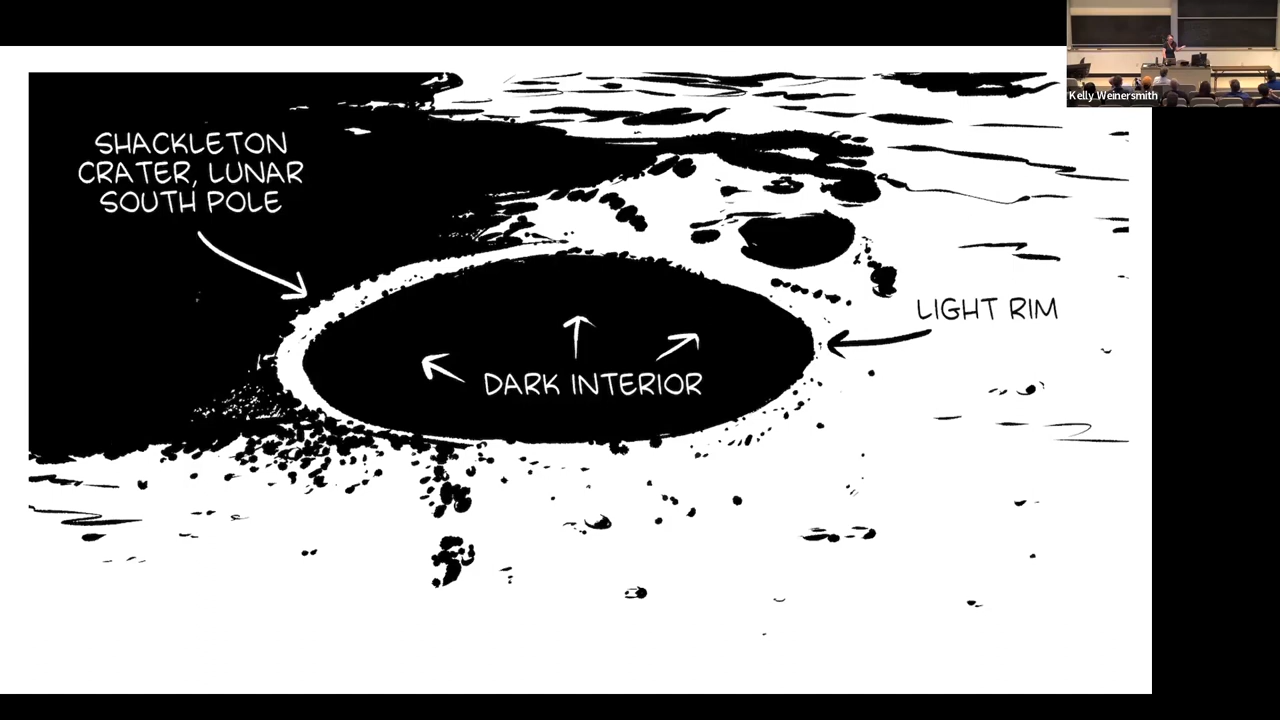 Kelly Weinersmith
SHACKLETON
CRATER, LUNAR
SOUTH POLE
LIGHT RIM
DARK INTERIOR